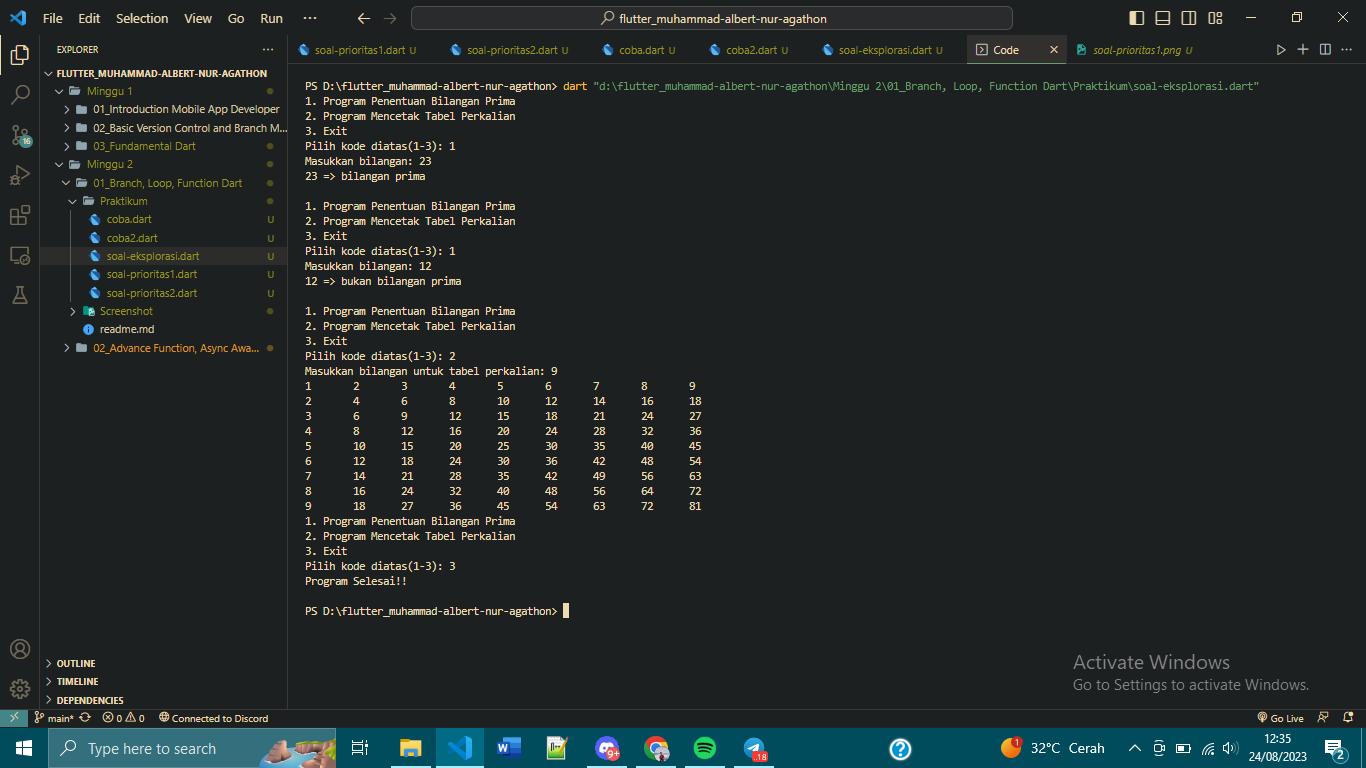 File Edit Selection View Go Run ··· flutter_muhammad-albert-nur-agathon
EXPLORER ···
FLUTTER_MUHAMMAD-ALBERT-NUR-AGATHON
Minggu 1
01_Introduction Mobile App Developer
02_Basic Version Control and Branch M...
03_Fundamental Dart
Minggu 2
01_Branch, Loop, Function Dart
Praktikum
coba.dart U
coba2.dart U
soal-eksplorasi.dart U
soal-prioritas1.dart U
soal-prioritas2.dart U
Screenshot
readme.md
02_Advance Function, Async Awa...
OUTLINE
TIMELINE
DEPENDENCIES
16
soal-prioritas1.dart U soal-prioritas2.dart U coba.dart U coba2.dart U soal-eksplorasi.dart U Code soal-prioritas1.png U
PS D:\flutter_muhammad-albert-nur-agathon> dart "d:\flutter_muhammad-albert-nur-agathon\Minggu 2\01_Branch, Loop, Function Dart\Praktikum\soal-eksplorasi.dart"
1. Program Penentuan Bilangan Prima
2. Program Mencetak Tabel Perkalian
3. Exit
Pilih kode diatas(1-3): 1
Masukkan bilangan: 23
23 => bilangan prima
1. Program Penentuan Bilangan Prima
2. Program Mencetak Tabel Perkalian
3. Exit
Pilih kode diatas(1-3): 1
Masukkan bilangan: 12
12 => bukan bilangan prima
1. Program Penentuan Bilangan Prima
2. Program Mencetak Tabel Perkalian
3. Exit
Pilih kode diatas(1-3): 2
Masukkan bilangan untuk tabel perkalian: 9
1 2 3 4 5 6 7 8 9
2 4 6 8 10 12 14 16 18
3 6 9 12 15 18 21 24 27
4 8 12 16 20 24 28 32 36
5 10 15 20 25 30 35 40 45
6 12 18 24 30 36 42 48 54
7 14 21 28 35 42 49 56 63
8 16 24 32 40 48 56 64 72
9 18 27 36 45 54 63 72 81
1. Program Penentuan Bilangan Prima
2. Program Mencetak Tabel Perkalian
3. Exit
Pilih kode diatas(1-3): 3
Program Selesai!!
PS D:\flutter_muhammad-albert-nur-agathon>
Activate Windows
Go to Settings to activate Windows.
main* 0 0 Connected to Discord Go Live
Type here to search
9+
..18
1
32°C Cerah
12:35
24/08/2023
2